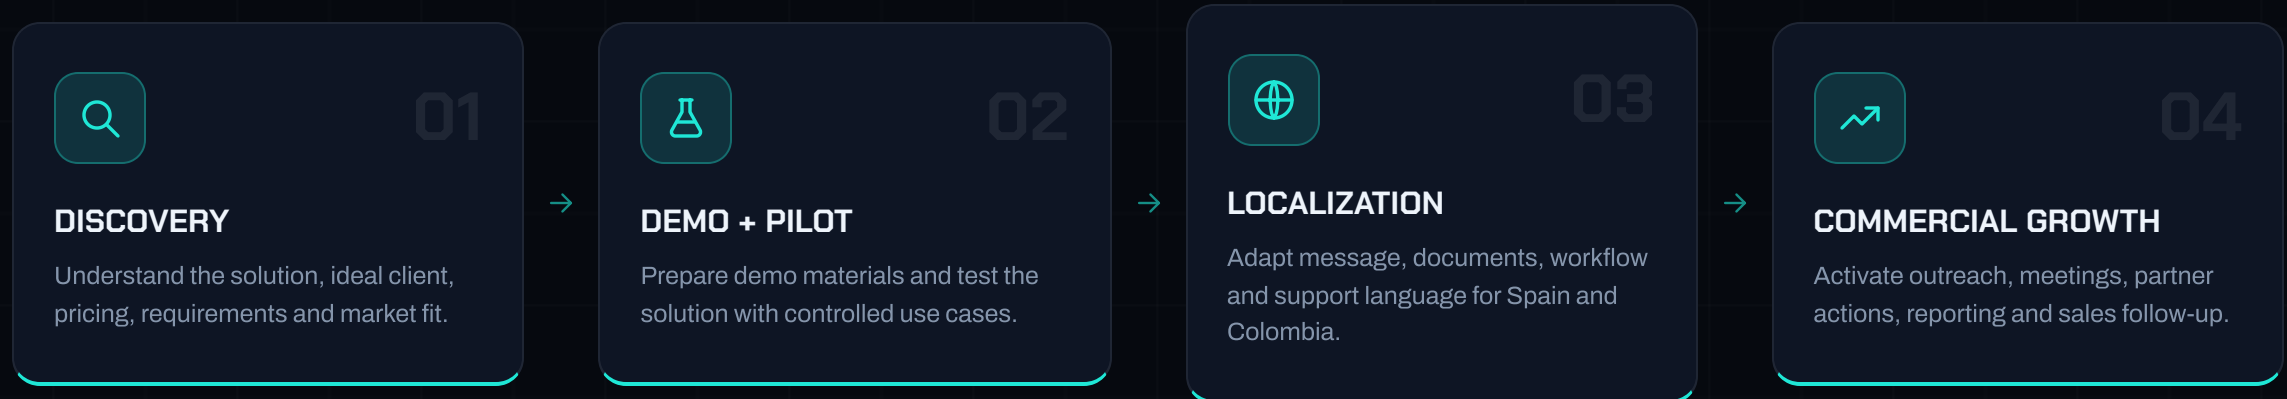 01
DISCOVERY
Understand the solution, ideal client,
pricing, requirements and market fit.
02
DEMO + PILOT
Prepare demo materials and test the
solution with controlled use cases.
03
LOCALIZATION
Adapt message, documents, workflow
and support language for Spain and
Colombia.
04
COMMERCIAL GROWTH
Activate outreach, meetings, partner
actions, reporting and sales follow-up.